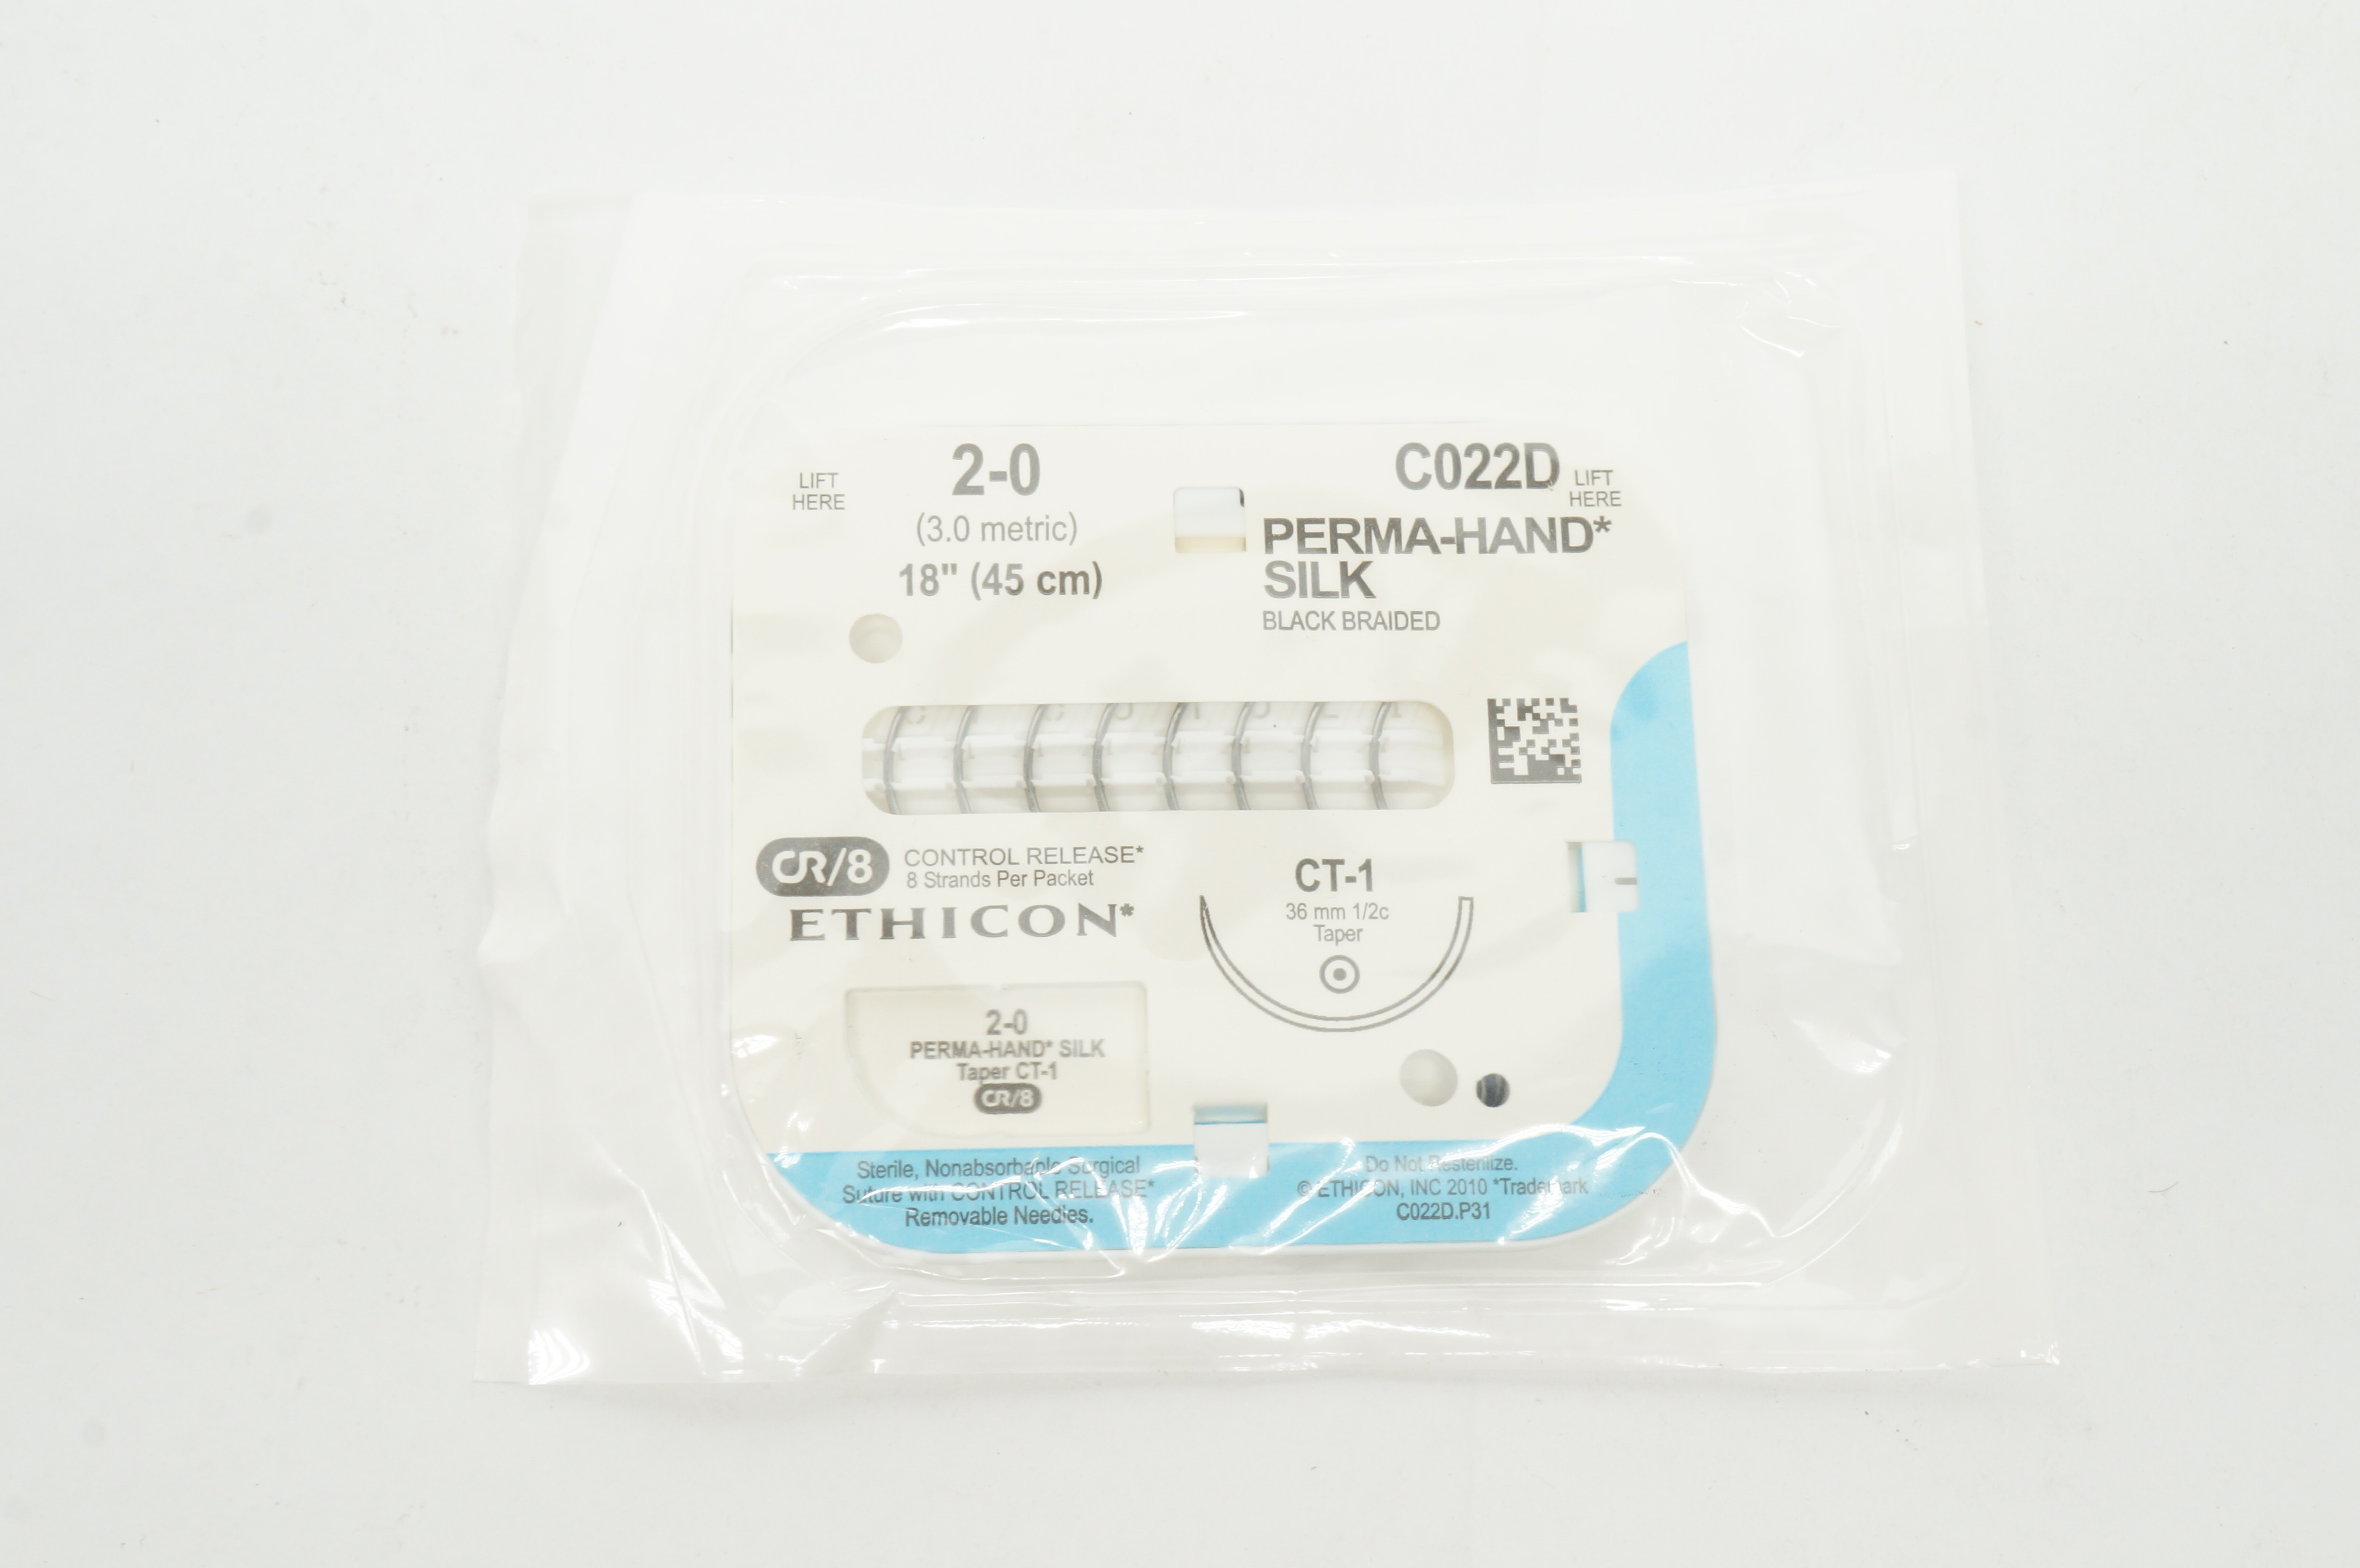 LIFT
HERE
2-0
(3.0 metric)
18" (45 cm)
C022D
LIFT
HERE
PERMA-HAND*
SILK
BLACK BRAIDED
CR/8
CONTROL RELEASE*
8 Strands Per Packet
ETHICON*
CT-1
36 mm 1/2c
Taper
2-0
PERMA-HAND* SILK
Taper CT-1
CR/8
Sterile, Nonabsorbable Surgical
Suture with CONTROL RELEASE*
Removable Needles.
Do Not Resterilize.
© ETHICON, INC 2010 *Trademark
C022D.P31